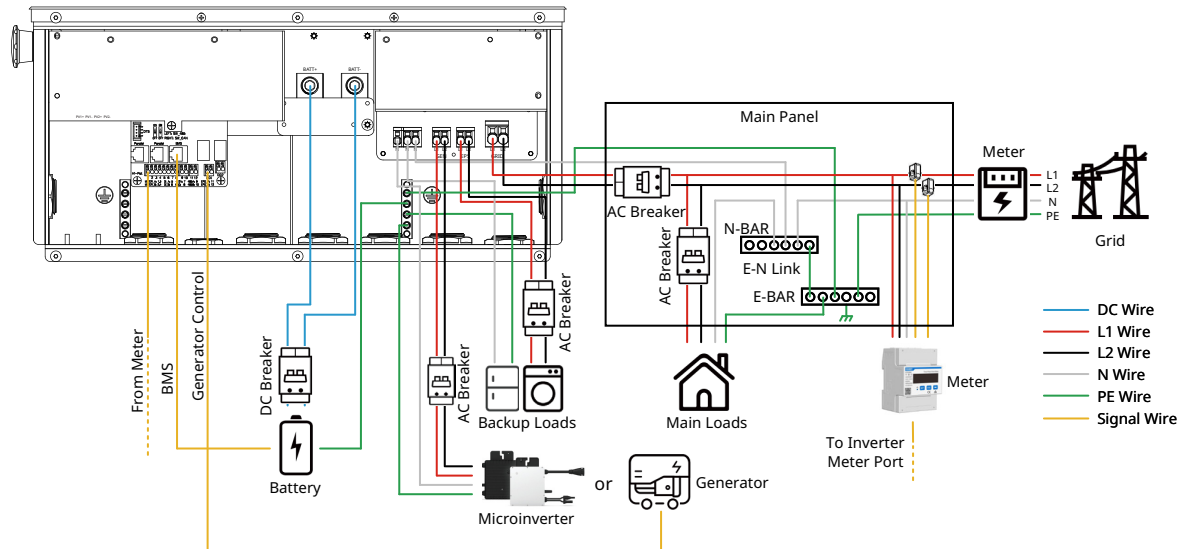 BATT+
BATT-
Main Panel
Meter
L1
L2
N
PE
Grid
AC Breaker
N-BAR
E-N Link
E-BAR
AC Breaker
DC Wire
L1 Wire
L2 Wire
N Wire
PE Wire
Signal Wire
From Meter
BMS
Generator Control
DC Breaker
AC Breaker
AC Breaker
Backup Loads
Main Loads
Meter
To Inverter
Meter Port
Battery
Microinverter
or
Generator